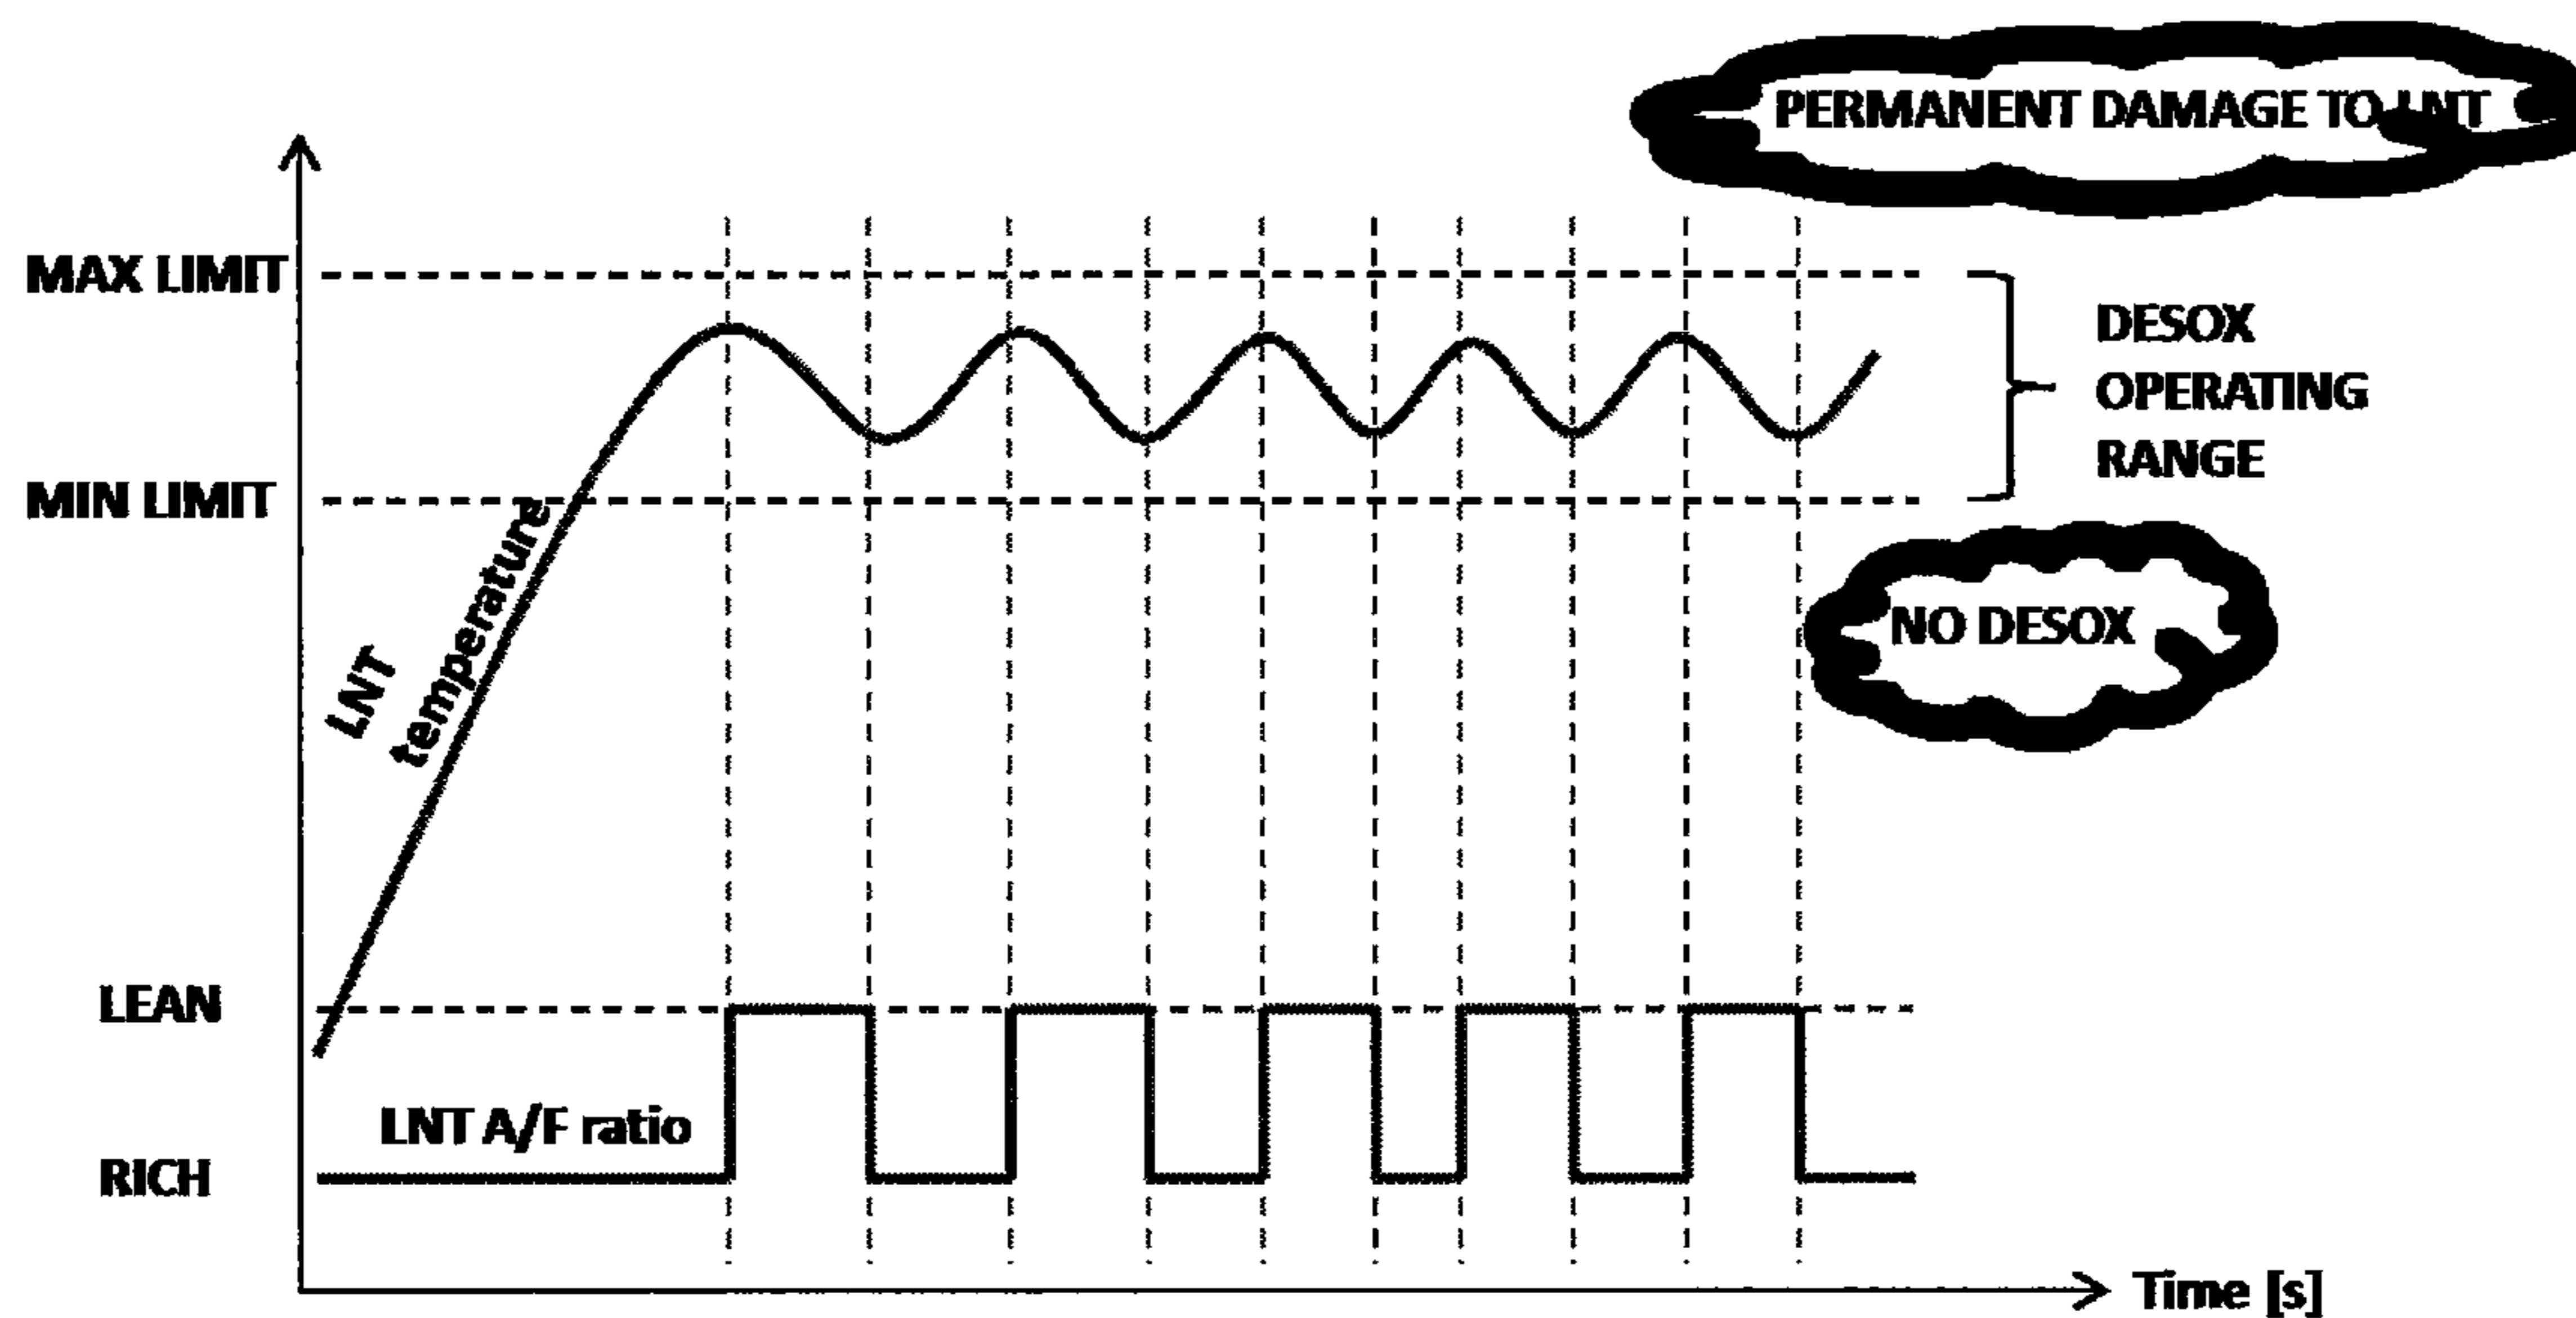 PERMANENT DAMAGE TO LNT
MAX LIMIT
DESOX
OPERATING
RANGE
MIN LIMIT
NO DESOX
LNT
temperature
LEAN
LNT A/F ratio
RICH
Time [s]